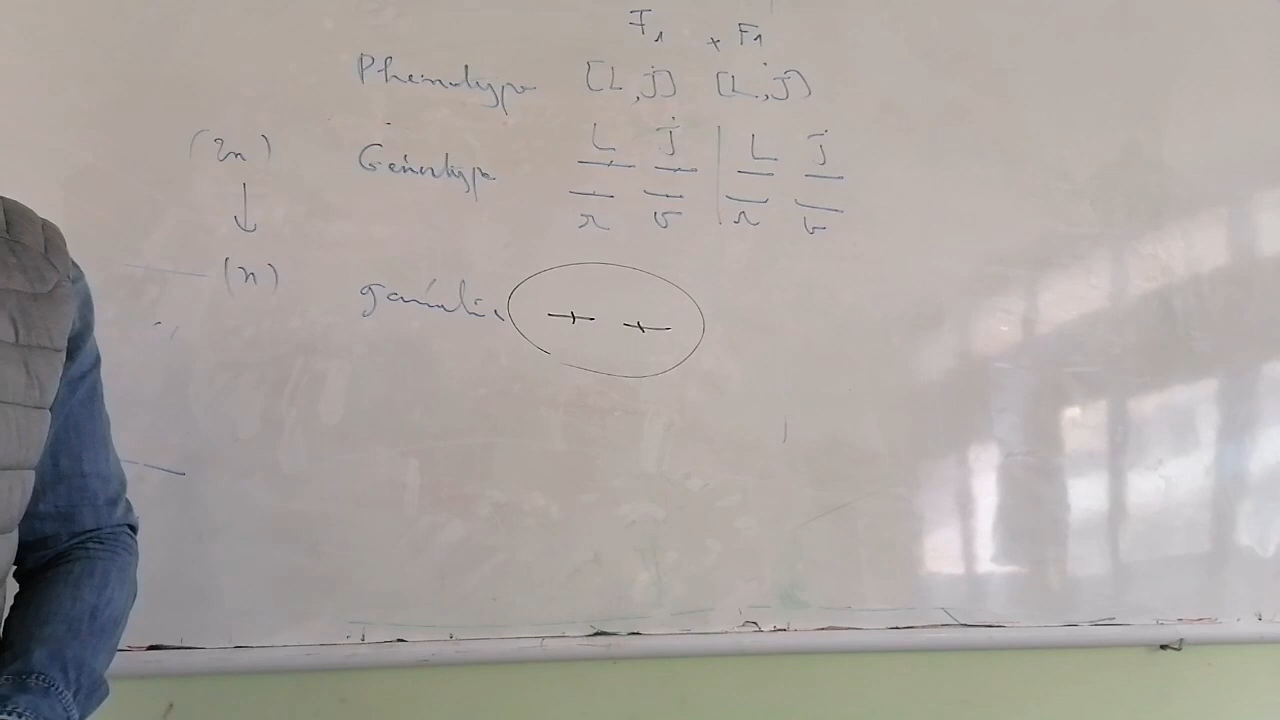 F1 × F1
Phénotype [L,j] [L,j]
(2n) Génotype L j | L j
r v r v
(n) gamètes